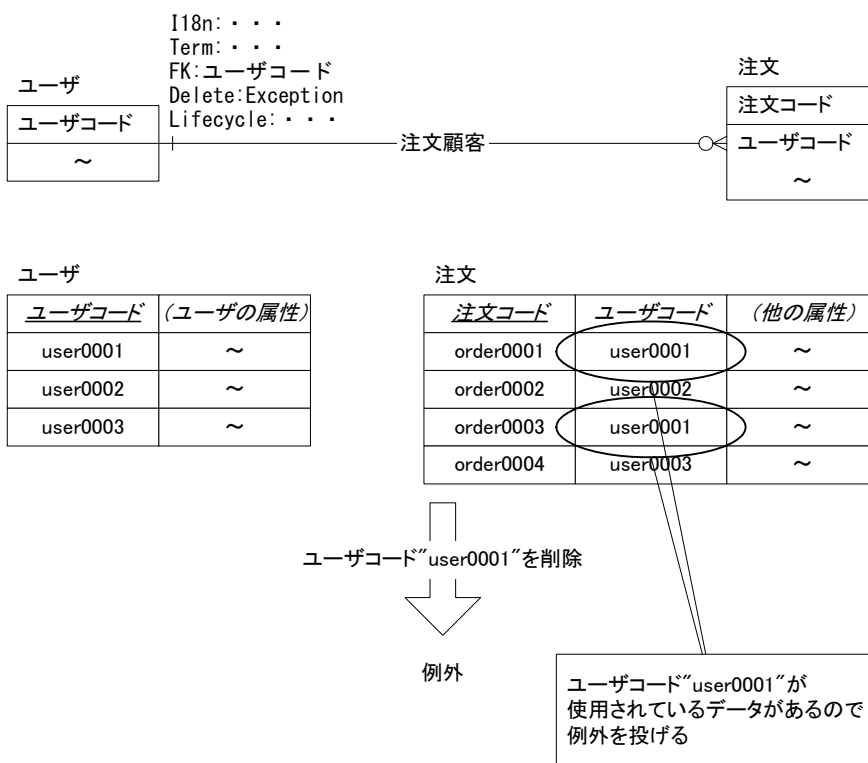 I18n:・・・
Term:・・・
FK:ユーザコード
Delete:Exception
Lifecycle:・・・
ユーザ
ユーザコード
～
注文顧客
注文
注文コード
ユーザコード
～
ユーザ
ユーザコード (ユーザの属性)
user0001 ～
user0002 ～
user0003 ～
注文
注文コード ユーザコード (他の属性)
order0001 user0001 ～
order0002 user0002 ～
order0003 user0001 ～
order0004 user0003 ～
ユーザコード"user0001"を削除
例外
ユーザコード"user0001"が
使用されているデータがあるので
例外を投げる